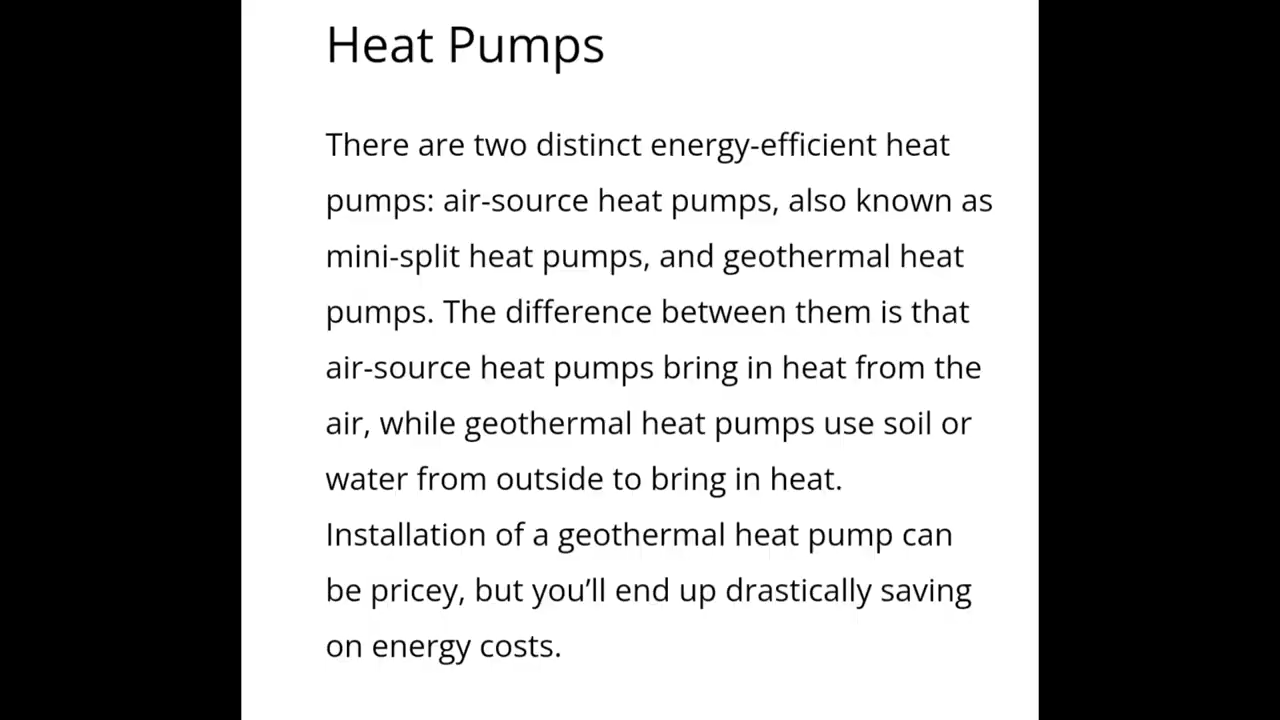 Heat Pumps
There are two distinct energy-efficient heat
pumps: air-source heat pumps, also known as
mini-split heat pumps, and geothermal heat
pumps. The difference between them is that
air-source heat pumps bring in heat from the
air, while geothermal heat pumps use soil or
water from outside to bring in heat.
Installation of a geothermal heat pump can
be pricey, but you’ll end up drastically saving
on energy costs.